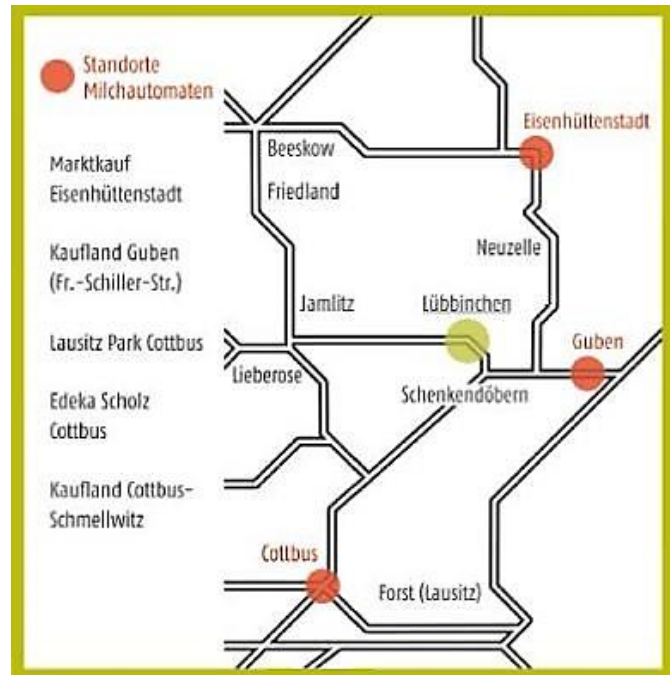 Standorte
Milchautomaten
Marktkauf
Eisenhüttenstadt
Kaufland Guben
(Fr.-Schiller-Str.)
Lausitz Park Cottbus
Edeka Scholz
Cottbus
Kaufland Cottbus-
Schmellwitz
Eisenhüttenstadt
Beeskow
Friedland
Neuzelle
Jamlitz
Lübbinchen
Guben
Lieberose
Schenkendöbern
Cottbus
Forst (Lausitz)